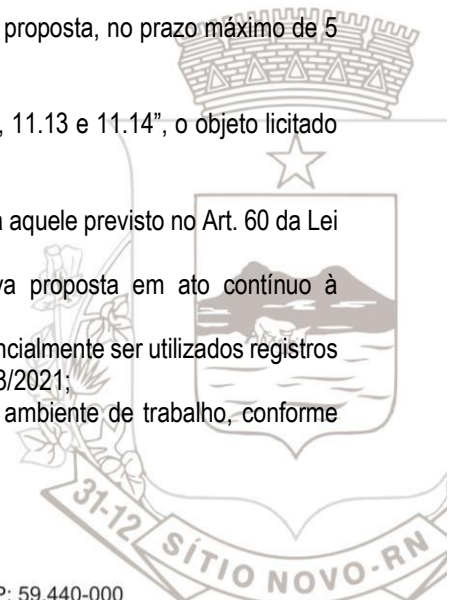 proposta, no prazo máximo de 5
, 11.13 e 11.14”, o objeto licitado
aquele previsto no Art. 60 da Lei
va proposta em ato contínuo à
ncialmente ser utilizados registros
3/2021;
ambiente de trabalho, conforme
31-12 SÍTIO NOVO-RN
P: 59.440-000